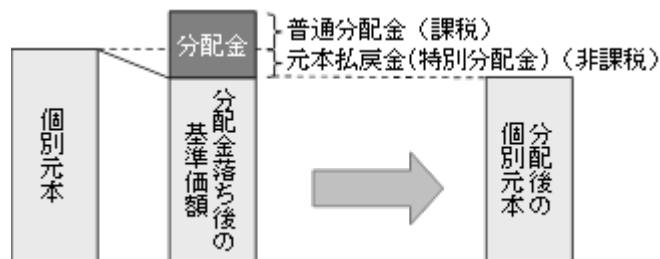 分配金
普通分配金（課税）
元本払戻金(特別分配金)（非課税）
個別元本
分配金落ち後の
基準価額
分配後の
個別元本